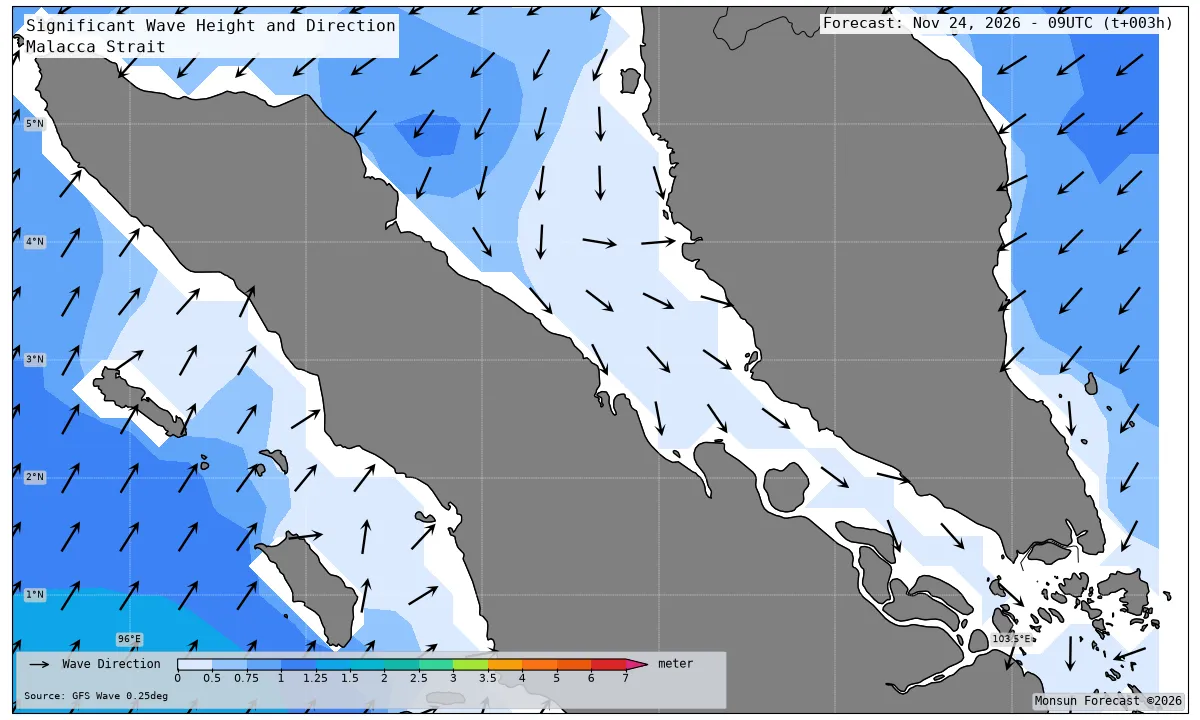 Significant Wave Height and Direction
Malacca Strait
Forecast: Nov 24, 2026 - 09UTC (t+003h)
5°N
4°N
3°N
2°N
1°N
96°E
103.5°E
Wave Direction
meter
0 0.5 0.75 1 1.25 1.5 2 2.5 3 3.5 4 5 6 7
Source: GFS Wave 0.25deg
Monsun Forecast ©2026